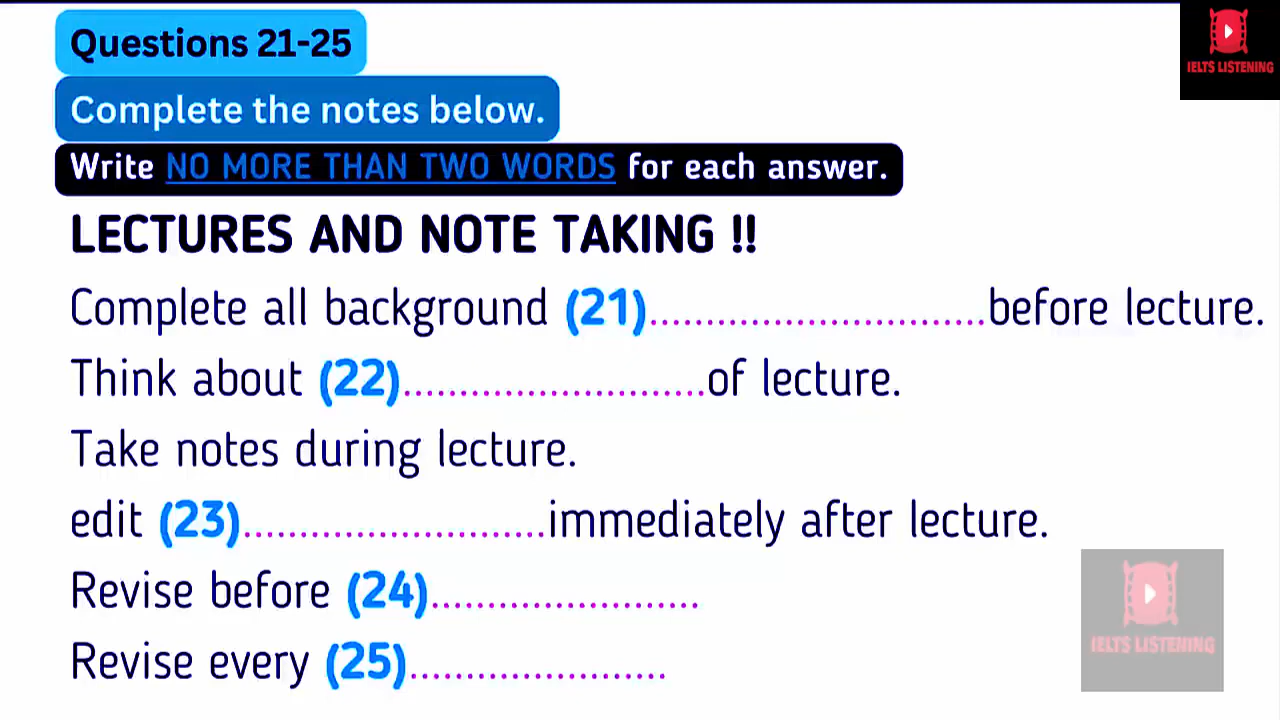 Questions 21-25
IELTS LISTENING
Complete the notes below.
Write NO MORE THAN TWO WORDS for each answer.
LECTURES AND NOTE TAKING !!
Complete all background (21)..............................before lecture.
Think about (22)...........................of lecture.
Take notes during lecture.
edit (23)...........................immediately after lecture.
Revise before (24)........................
Revise every (25).......................
IELTS LISTENING